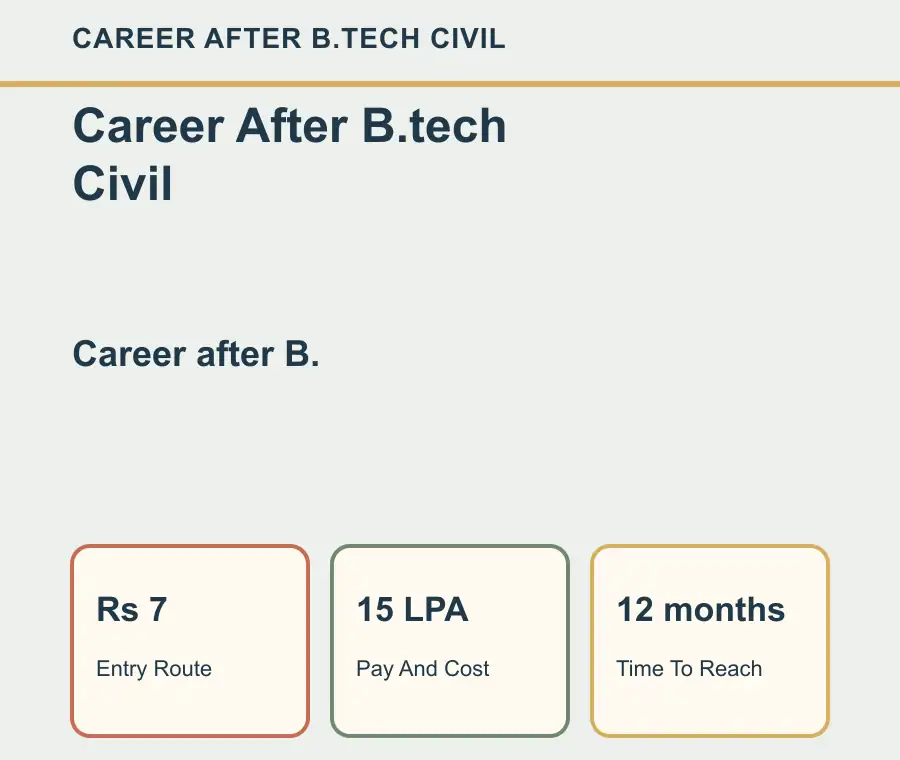 CAREER AFTER B.TECH CIVIL
Career After B.tech
Civil
Career after B.
Rs 7
Entry Route
15 LPA
Pay And Cost
12 months
Time To Reach